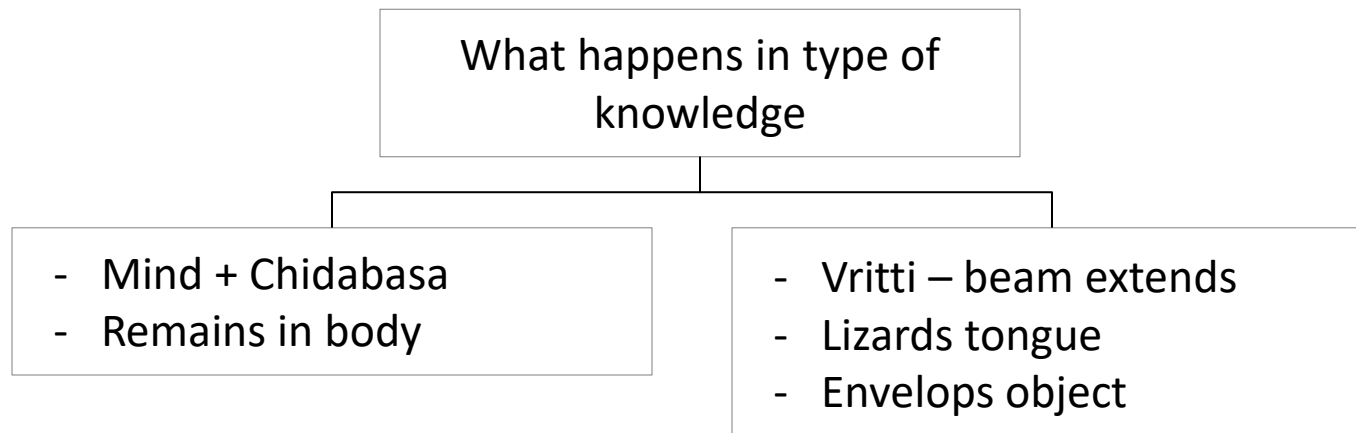 What happens in type of
knowledge
- Mind + Chidabasa
- Remains in body
- Vritti – beam extends
- Lizards tongue
- Envelops object